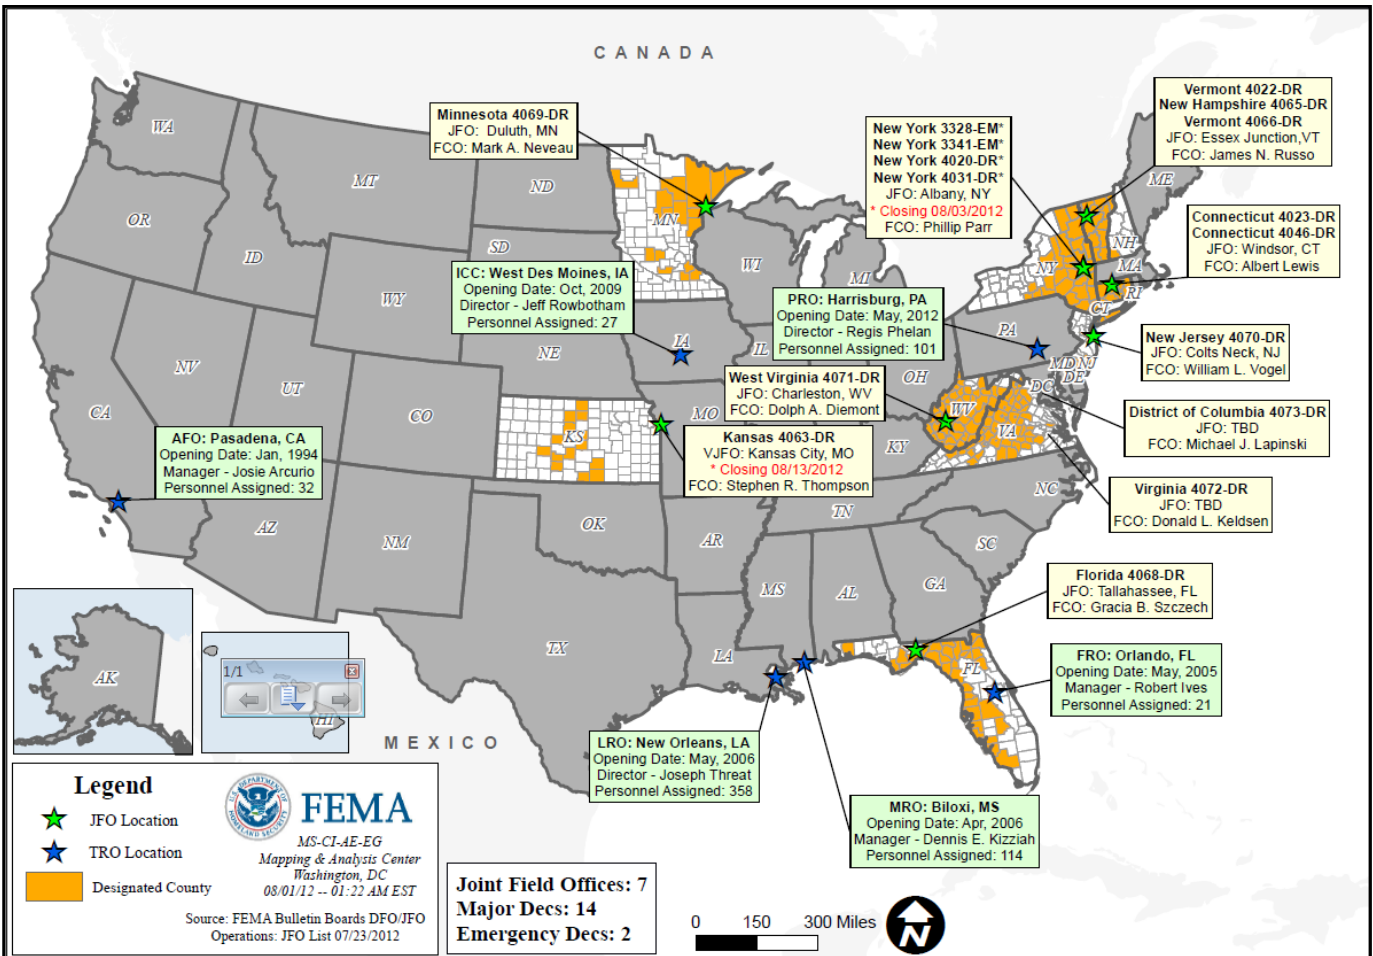 CANADA
Minnesota 4069-DR
JFO: Duluth, MN
FCO: Mark A. Neveau
New York 3328-EM*
New York 3341-EM*
New York 4020-DR*
New York 4031-DR*
JFO: Albany, NY
* Closing 08/03/2012
FCO: Phillip Parr
Vermont 4022-DR
New Hampshire 4065-DR
Vermont 4066-DR
JFO: Essex Junction,VT
FCO: James N. Russo
Connecticut 4023-DR
Connecticut 4046-DR
JFO: Windsor, CT
FCO: Albert Lewis
ICC: West Des Moines, IA
Opening Date: Oct, 2009
Director - Jeff Rowbotham
Personnel Assigned: 27
PRO: Harrisburg, PA
Opening Date: May, 2012
Director - Regis Phelan
Personnel Assigned: 101
New Jersey 4070-DR
JFO: Colts Neck, NJ
FCO: William L. Vogel
West Virginia 4071-DR
JFO: Charleston, WV
FCO: Dolph A. Diemont
District of Columbia 4073-DR
JFO: TBD
FCO: Michael J. Lapinski
AFO: Pasadena, CA
Opening Date: Jan, 1994
Manager - Josie Arcurio
Personnel Assigned: 32
Kansas 4063-DR
VJFO: Kansas City, MO
* Closing 08/13/2012
FCO: Stephen R. Thompson
Virginia 4072-DR
JFO: TBD
FCO: Donald L. Keldsen
Florida 4068-DR
JFO: Tallahassee, FL
FCO: Gracia B. Szczech
FRO: Orlando, FL
Opening Date: May, 2005
Manager - Robert Ives
Personnel Assigned: 21
LRO: New Orleans, LA
Opening Date: May, 2006
Director - Joseph Threat
Personnel Assigned: 358
MRO: Biloxi, MS
Opening Date: Apr, 2006
Manager - Dennis E. Kizziah
Personnel Assigned: 114
WA
MT
ND
MN
OR
ID
SD
WI
MI
ME
NH
NY
MA
RI
CT
WY
IA
PA
NE
IL
OH
MD
NJ
DE
DC
NV
UT
CO
KS
MO
WV
VA
KY
CA
AZ
NM
OK
AR
TN
NC
SC
MS
AL
GA
TX
LA
FL
AK
HI
1/1
MEXICO
Legend
JFO Location
TRO Location
Designated County
U.S. DEPARTMENT OF HOMELAND SECURITY
FEMA
MS-CI-AE-EG
Mapping & Analysis Center
Washington, DC
08/01/12 -- 01:22 AM EST
Source: FEMA Bulletin Boards DFO/JFO
Operations: JFO List 07/23/2012
Joint Field Offices: 7
Major Decs: 14
Emergency Decs: 2
0 150 300 Miles
N